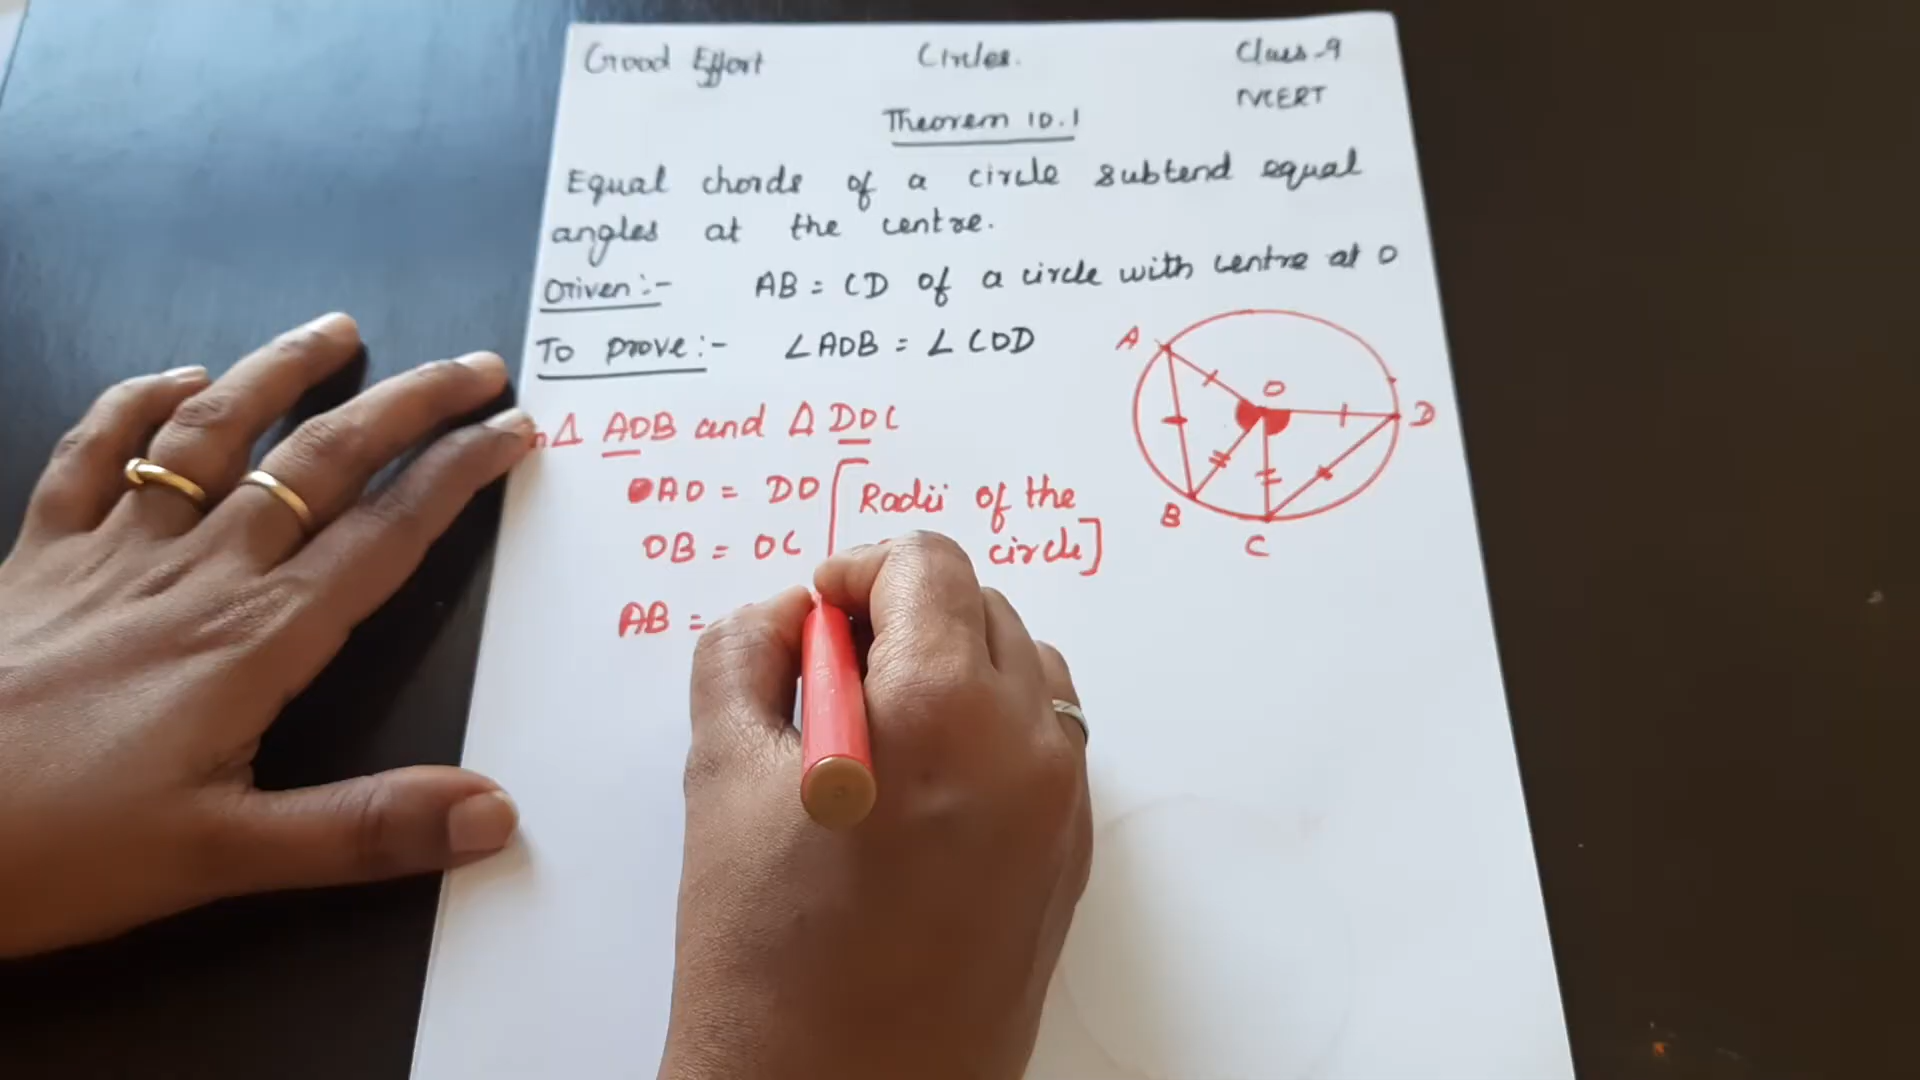 Good Effort Circles. Class-9
NCERT
Theorem 10.1
Equal chords of a circle subtend equal
angles at the centre.
Given:- AB = CD of a circle with centre at O
To prove:- ∠AOB = ∠COD
Δ AOB and Δ DOC
AO = DO [Radii of the
OB = OC circle]
AB =
A
O
D
B
C